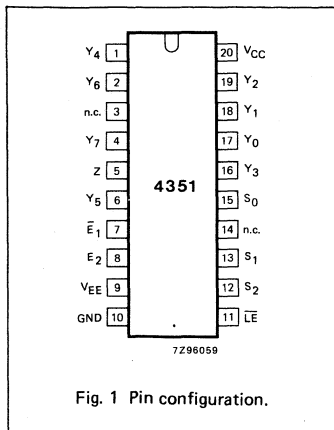 Y4 1 20 VCC
Y6 2 19 Y2
n.c. 3 18 Y1
Y7 4 17 Y0
Z 5 16 Y3
4351
Y5 6 15 S0
E̅1 7 14 n.c.
E2 8 13 S1
VEE 9 12 S2
GND 10 11 L̅E̅
7Z96059
Fig. 1 Pin configuration.